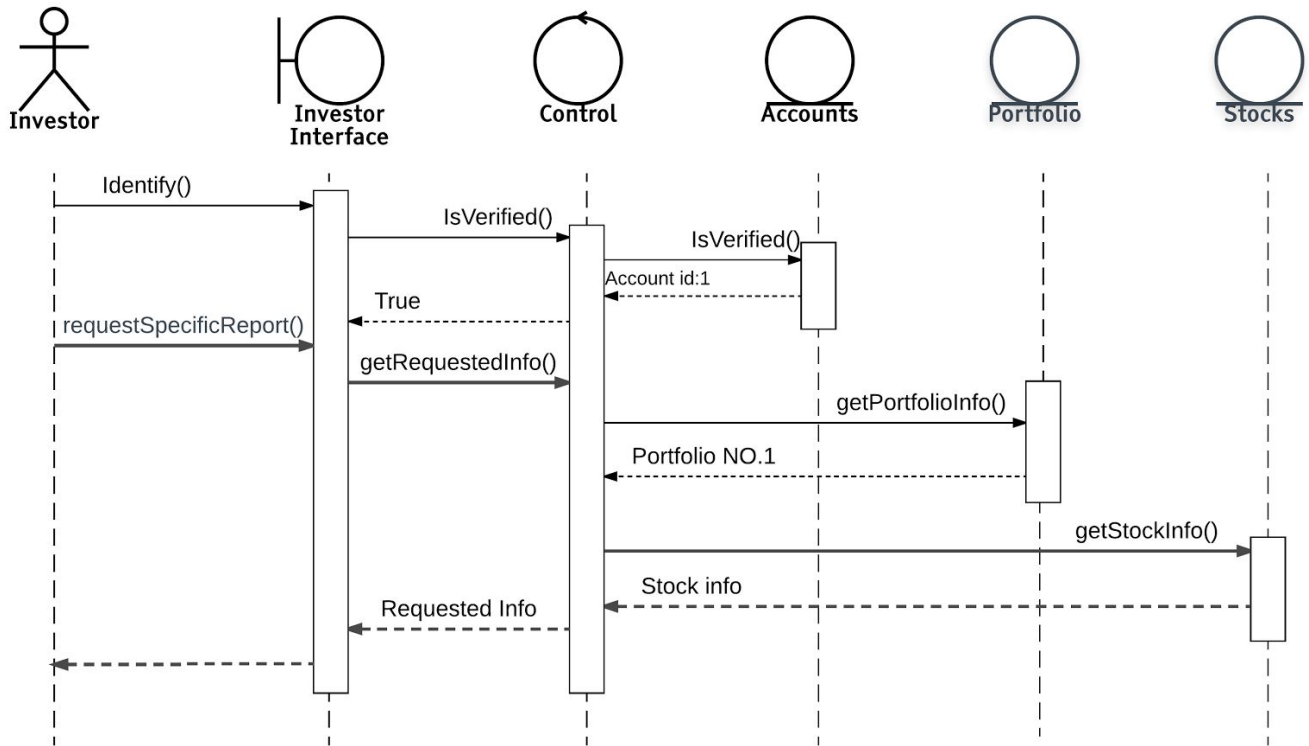 Investor
Investor
Interface
Control
Accounts
Portfolio
Stocks
Identify()
IsVerified()
IsVerified()
Account id:1
True
requestSpecificReport()
getRequestedInfo()
getPortfolioInfo()
Portfolio NO.1
getStockInfo()
Stock info
Requested Info